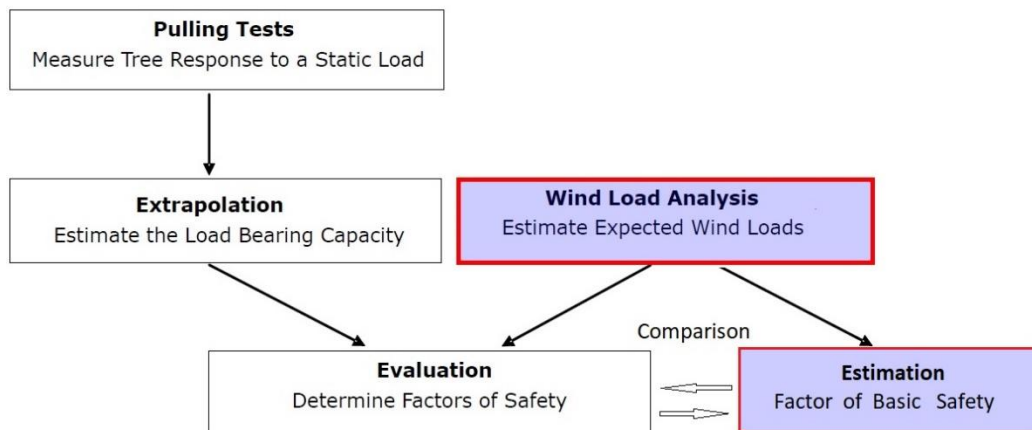 Pulling Tests
Measure Tree Response to a Static Load
Extrapolation
Estimate the Load Bearing Capacity
Wind Load Analysis
Estimate Expected Wind Loads
Comparison
Evaluation
Determine Factors of Safety
Estimation
Factor of Basic Safety